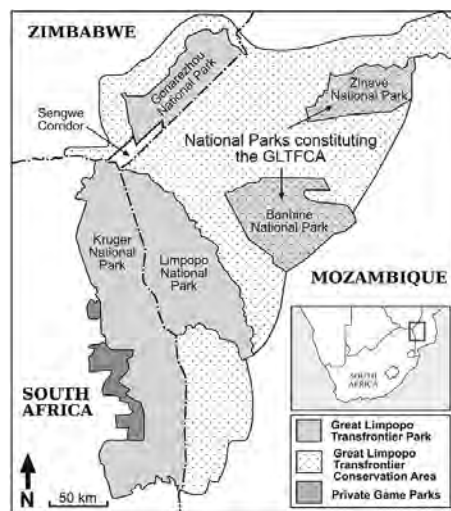 ZIMBABWE
Gonarezhou
National Park
Sengwe
Corridor
Zinave
National Park
National Parks constituting
the GLTFCA
Banhine
National Park
Kruger
National
Park
Limpopo
National
Park
MOZAMBIQUE
SOUTH
AFRICA
SOUTH
AFRICA
Great Limpopo
Transfrontier Park
Great Limpopo
Transfrontier
Conservation Area
Private Game Parks
N
50 km